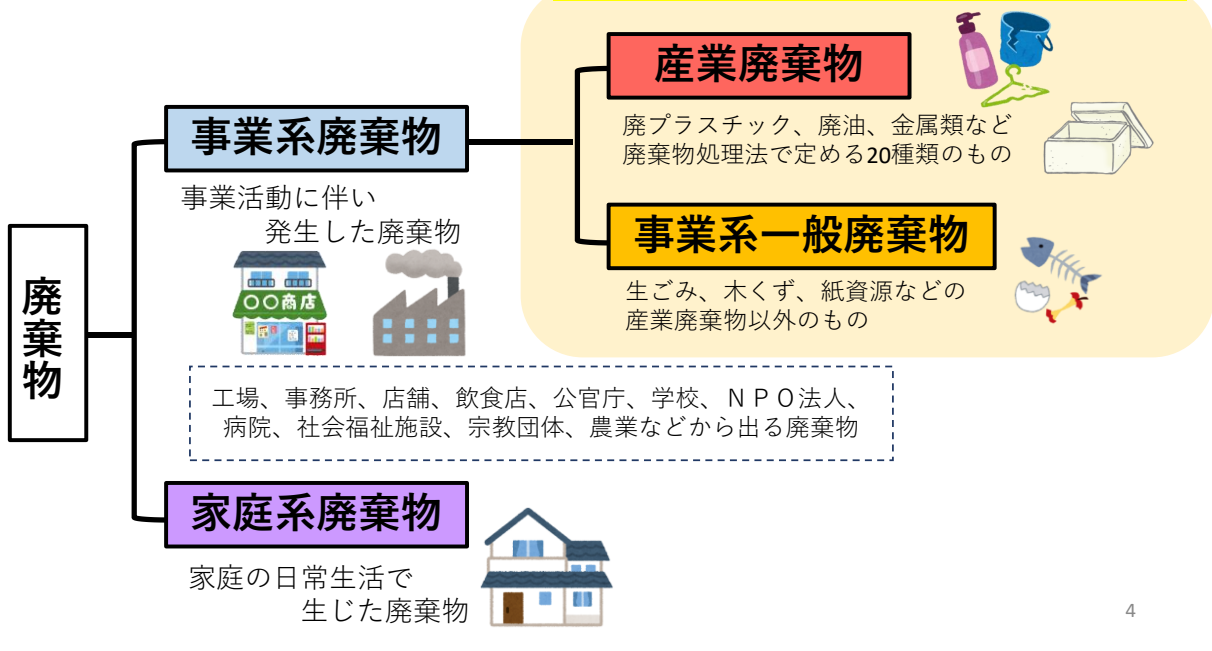 廃棄物
事業系廃棄物
事業活動に伴い
発生した廃棄物
〇〇商店
工場、事務所、店舗、飲食店、公官庁、学校、ＮＰＯ法人、
病院、社会福祉施設、宗教団体、農業などから出る廃棄物
産業廃棄物
廃プラスチック、廃油、金属類など
廃棄物処理法で定める20種類のもの
事業系一般廃棄物
生ごみ、木くず、紙資源などの
産業廃棄物以外のもの
家庭系廃棄物
家庭の日常生活で
生じた廃棄物
4